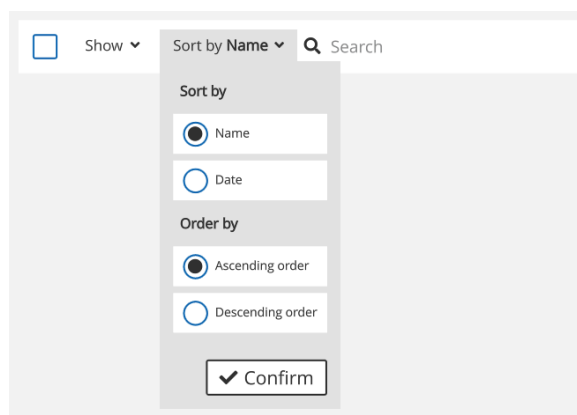 Show Sort by Name Search
Sort by
Name
Date
Order by
Ascending order
Descending order
Confirm